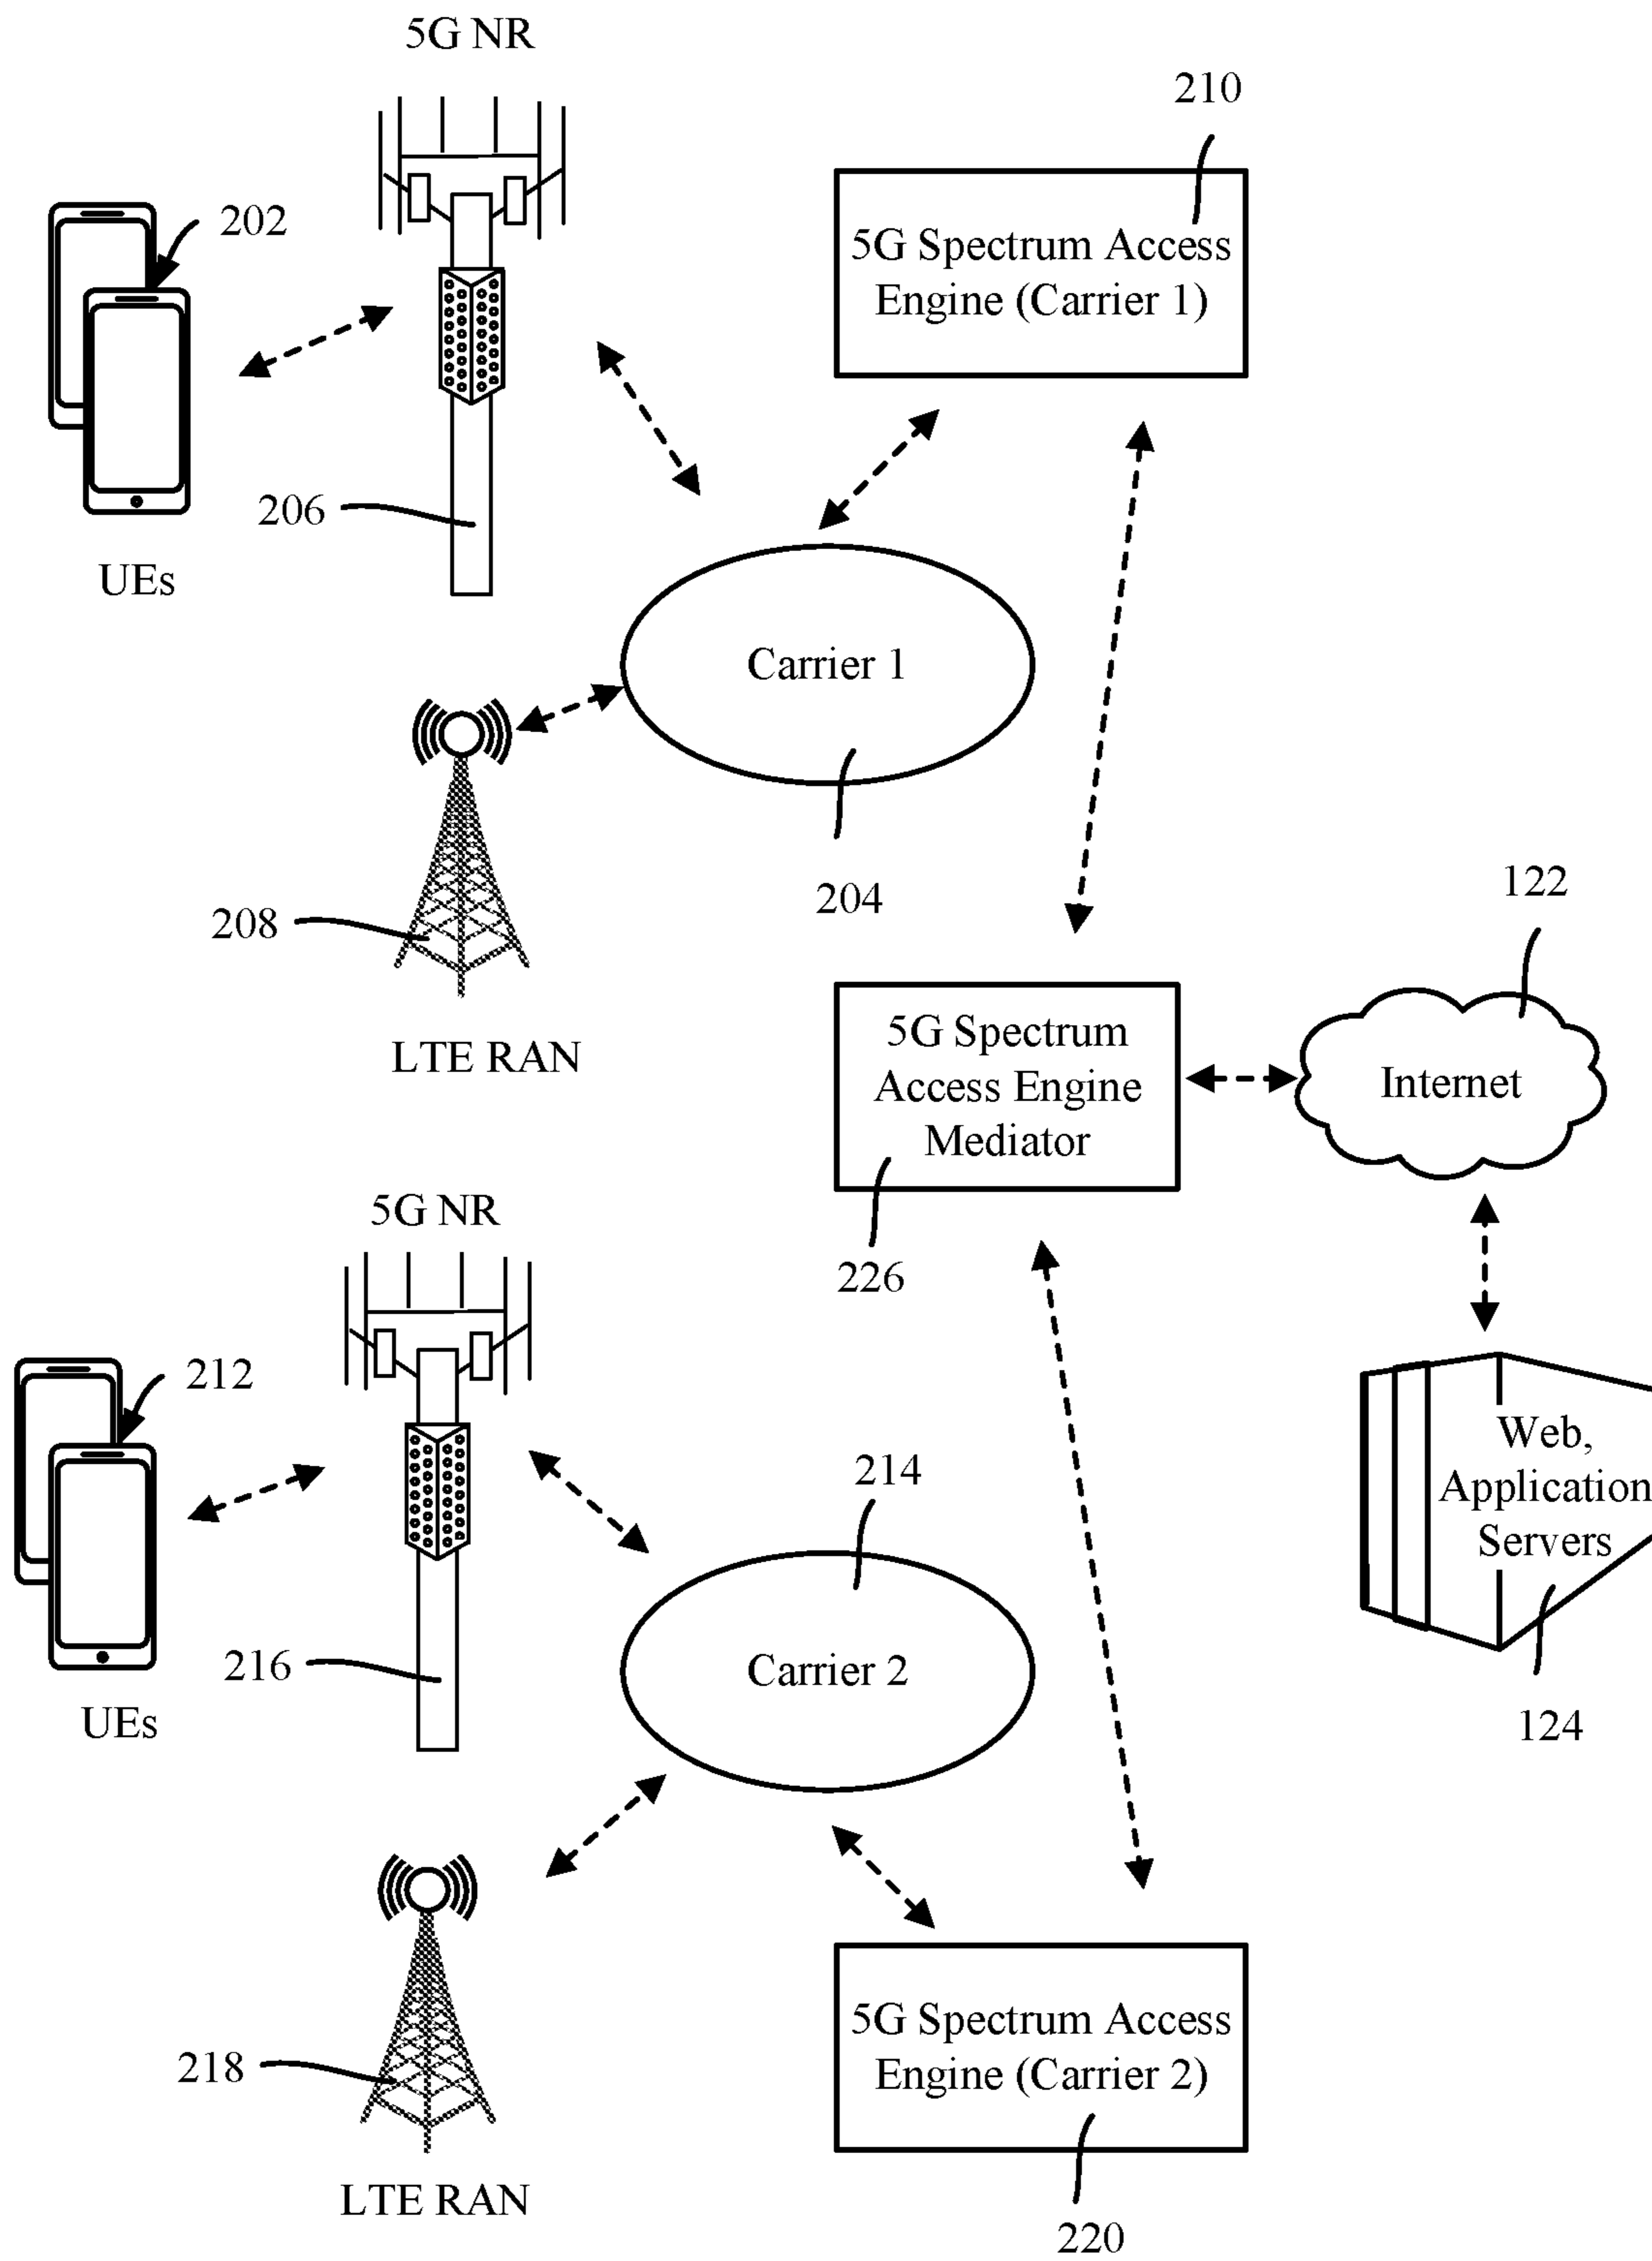 5G NR
210
202
5G Spectrum Access
Engine (Carrier 1)
206
UEs
Carrier 1
204
208
122
LTE RAN
5G Spectrum
Access Engine
Mediator
Internet
5G NR
226
212
214
Web,
Application
Servers
216
Carrier 2
UEs
124
218
5G Spectrum Access
Engine (Carrier 2)
LTE RAN
220